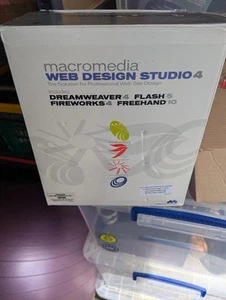 macromedia
WEB DESIGN STUDIO 4
The Solution for Professional Web Site Design
Includes:
DREAMWEAVER 4 FLASH 5
FIREWORKS 4 FREEHAND 10